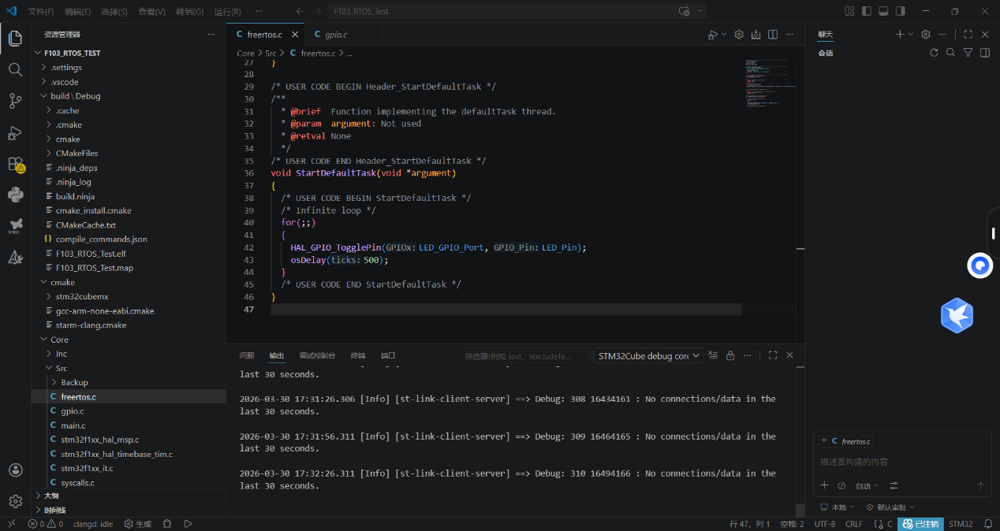 文件(F) 编辑(E) 选择(S) 查看(V) 转到(G) 运行(R) ··· F103_RTOS_Test
资源管理器 ···
F103_RTOS_TEST
.settings
.vscode
build\Debug
.cache
.cmake
cmake
CMakeFiles
.ninja_deps
.ninja_log
build.ninja
cmake_install.cmake
CMakeCache.txt
{} compile_commands.json
F103_RTOS_Test.elf
F103_RTOS_Test.map
cmake
stm32cubemx
gcc-arm-none-eabi.cmake
starm-clang.cmake
Core
Inc
Src
Backup
C freertos.c
C gpio.c
C main.c
C stm32f1xx_hal_msp.c
C stm32f1xx_hal_timebase_tim.c
C stm32f1xx_it.c
C syscalls.c
大纲
时间线
STM32
C freertos.c C gpio.c
Core > Src > C freertos.c > ...
27 }
28
29 /* USER CODE BEGIN Header_StartDefaultTask */
30 /**
31 * @brief Function implementing the defaultTask thread.
32 * @param argument: Not used
33 * @retval None
34 */
35 /* USER CODE END Header_StartDefaultTask */
36 void StartDefaultTask(void *argument)
37 {
38 /* USER CODE BEGIN StartDefaultTask */
39 /* Infinite loop */
40 for(;;)
41 {
42 HAL_GPIO_TogglePin(GPIOx: LED_GPIO_Port, GPIO_Pin: LED_Pin);
43 osDelay(ticks: 500);
44 }
45 /* USER CODE END StartDefaultTask */
46 }
47
问题 输出 调试控制台 终端 端口 筛选器(例如 text、!excludeTe... STM32Cube debug core
last 30 seconds.
2026-03-30 17:31:26.306 [Info] [st-link-client-server] ==> Debug: 308 16434161 : No connections/data in the
last 30 seconds.
2026-03-30 17:31:56.311 [Info] [st-link-client-server] ==> Debug: 309 16464165 : No connections/data in the
last 30 seconds.
2026-03-30 17:32:26.311 [Info] [st-link-client-server] ==> Debug: 310 16494166 : No connections/data in the
last 30 seconds.
聊天
会话
C freertos.c
描述要构建的内容
自动
本地 默认审批
0 0 clangd: idle 生成 行 47，列 1 空格: 2 UTF-8 CRLF {} C 已注销 STM32